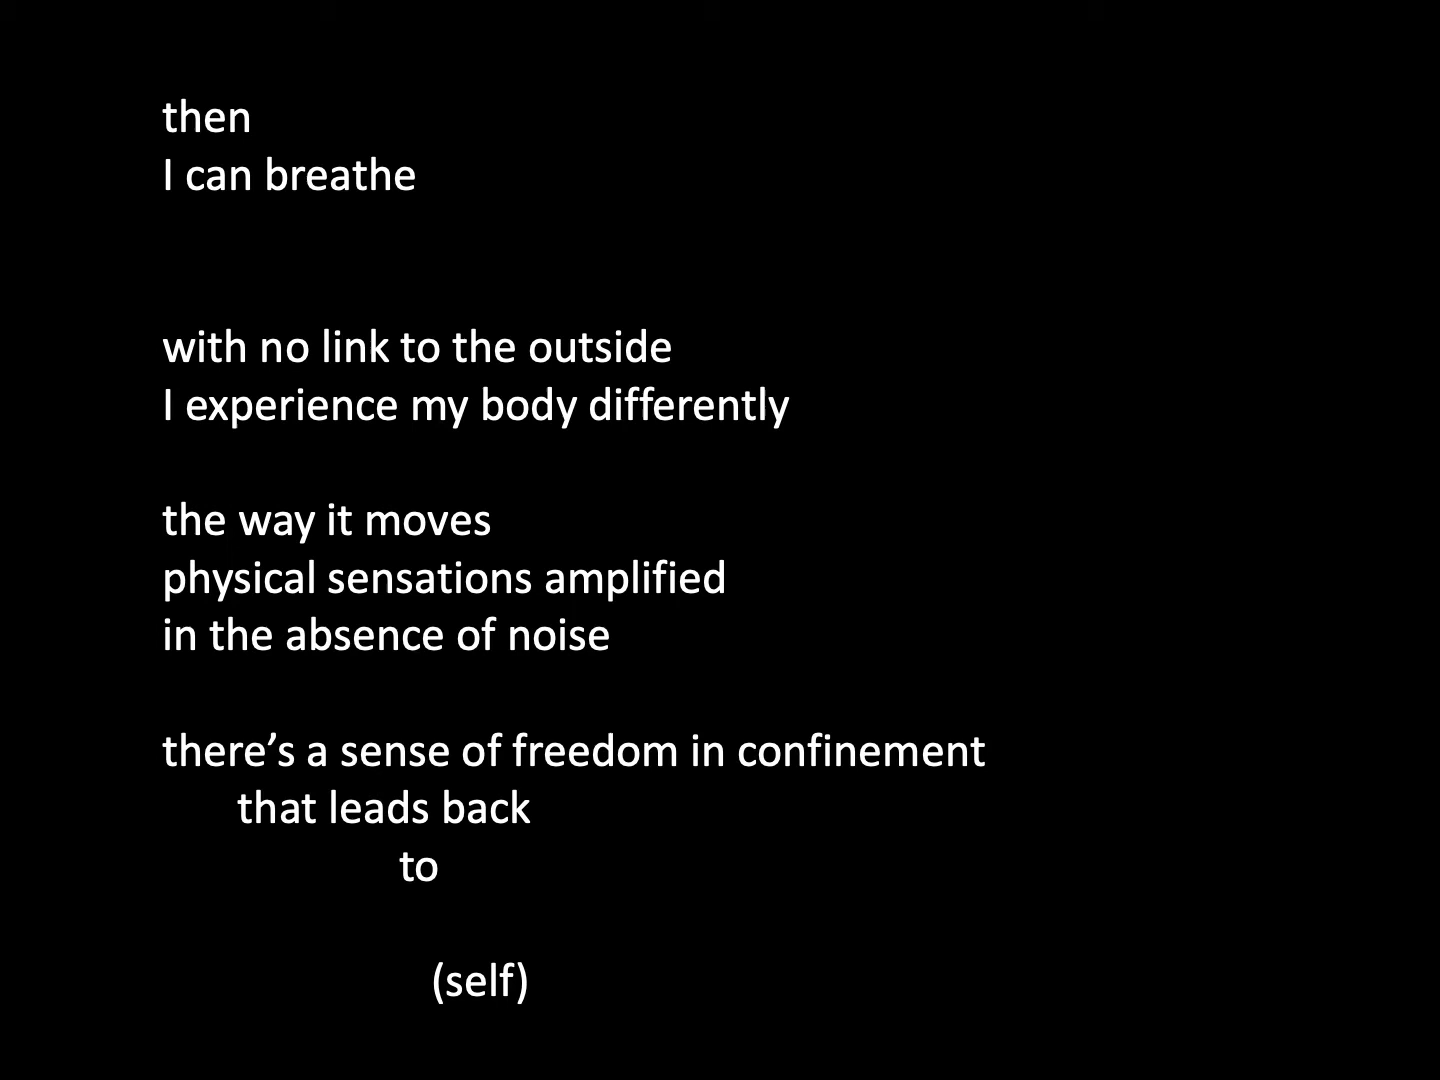 then
I can breathe
with no link to the outside
I experience my body differently
the way it moves
physical sensations amplified
in the absence of noise
there’s a sense of freedom in confinement
that leads back
to
(self)